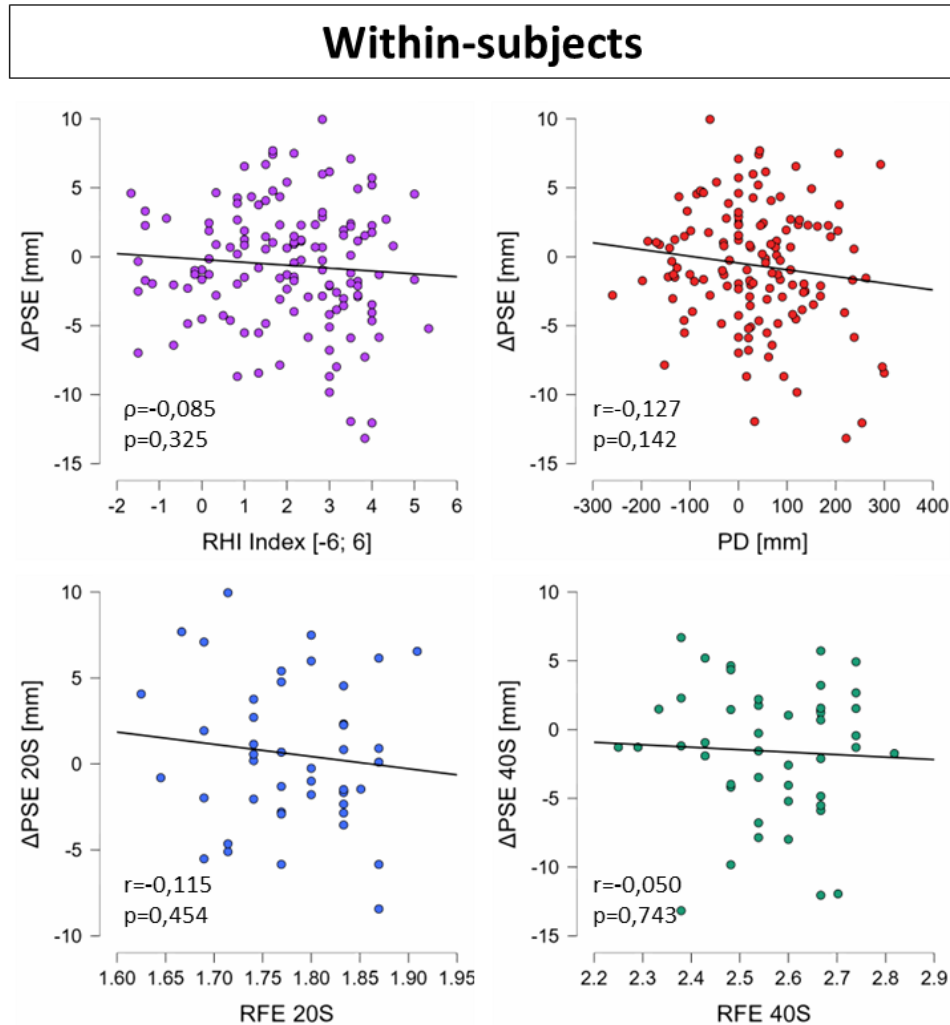 Within-subjects
10
5
0
-5
-10
-15
ΔPSE [mm]
ρ=-0,085
p=0,325
-2 -1 0 1 2 3 4 5 6
RHI Index [-6; 6]
10
5
0
-5
-10
-15
ΔPSE [mm]
r=-0,127
p=0,142
-300 -200 -100 0 100 200 300 400
PD [mm]
10
5
0
-5
-10
ΔPSE 20S [mm]
r=-0,115
p=0,454
1.60 1.65 1.70 1.75 1.80 1.85 1.90 1.95
RFE 20S
10
5
0
-5
-10
-15
ΔPSE 40S [mm]
r=-0,050
p=0,743
2.2 2.3 2.4 2.5 2.6 2.7 2.8 2.9
RFE 40S